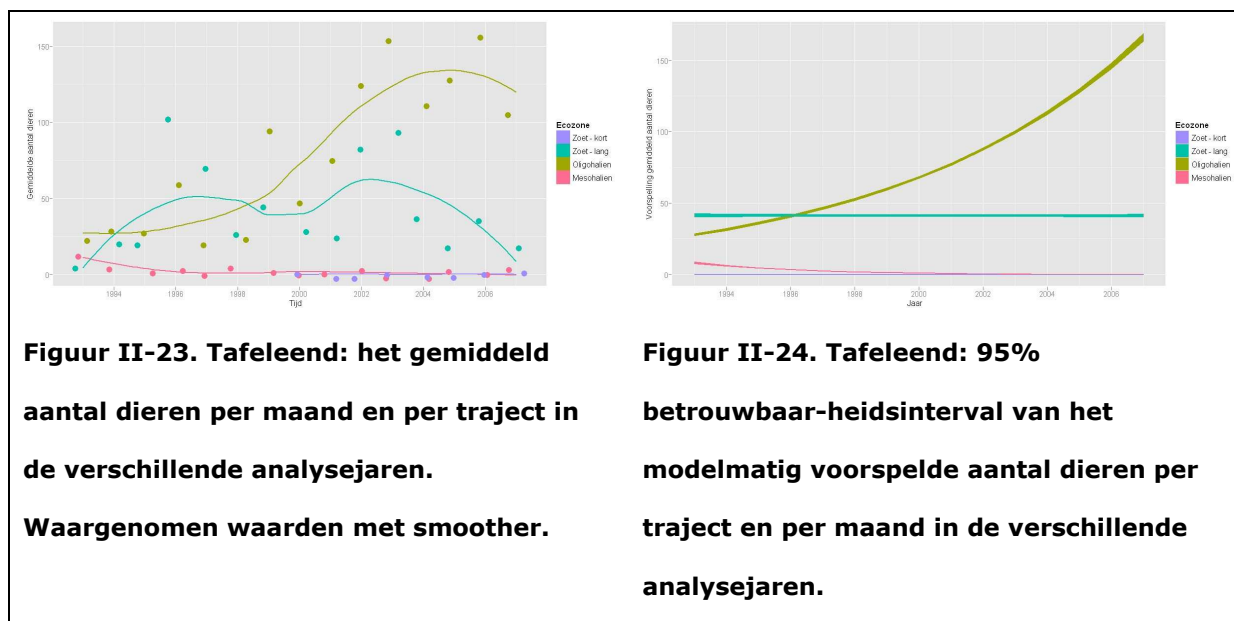 150
100
50
0
Gemiddelde aantal dieren
1994 1996 1998 2000 2002 2004 2006
Tijd
Ecozone
Zoet - kort
Zoet - lang
Oligohalien
Mesohalien
Figuur II-23. Tafeleend: het gemiddeld
aantal dieren per maand en per traject in
de verschillende analysejaren.
Waargenomen waarden met smoother.
150
100
50
0
Voorspelling gemiddeld aantal dieren
1994 1996 1998 2000 2002 2004 2006
Jaar
Ecozone
Zoet - kort
Zoet - lang
Oligohalien
Mesohalien
Figuur II-24. Tafeleend: 95%
betrouwbaar-heidsinterval van het
modelmatig voorspelde aantal dieren per
traject en per maand in de verschillende
analysejaren.